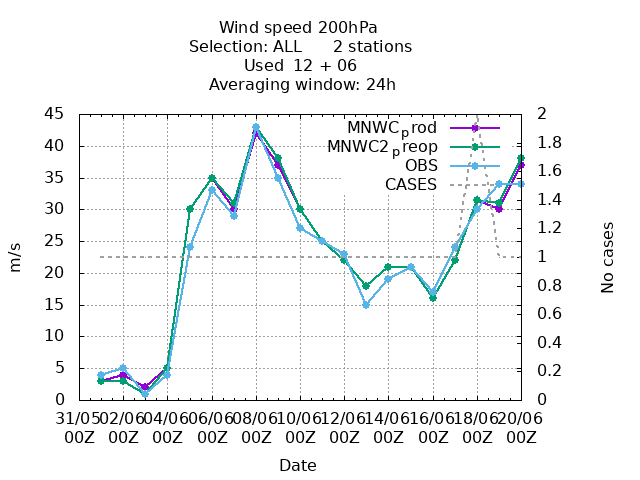 Wind speed 200hPa
Selection: ALL      2 stations
Used  12 + 06
Averaging window: 24h
MNWCprod
MNWC2preop
OBS
CASES
45
40
35
30
25
20
15
10
5
0
m/s
2
1.8
1.6
1.4
1.2
1
0.8
0.6
0.4
0.2
0
No cases
31/05 02/06 04/06 06/06 08/06 10/06 12/06 14/06 16/06 18/06 20/06
00Z 00Z 00Z 00Z 00Z 00Z 00Z 00Z 00Z 00Z 00Z
Date